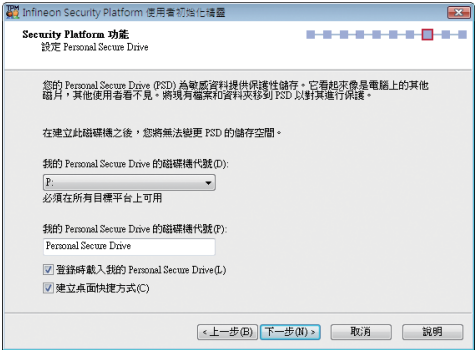 Infineon Security Platform 使用者初始化精靈
Security Platform 功能
設定 Personal Secure Drive
您的 Personal Secure Drive (PSD) 為敏感資料提供保護性儲存。它看起來像是電腦上的其他
磁片，其他使用者看不見。將現有檔案和資料夾移到 PSD 以對其進行保護。
在建立此磁碟機之後，您將無法變更 PSD 的儲存空間。
我的 Personal Secure Drive 的磁碟機代號(D):
P:
必須在所有目標平台上可用
我的 Personal Secure Drive 的磁碟機代號(P):
Personal Secure Drive
登錄時載入我的 Personal Secure Drive(L)
建立桌面快捷方式(C)
<上一步(B) 下一步(N)> 取消 說明